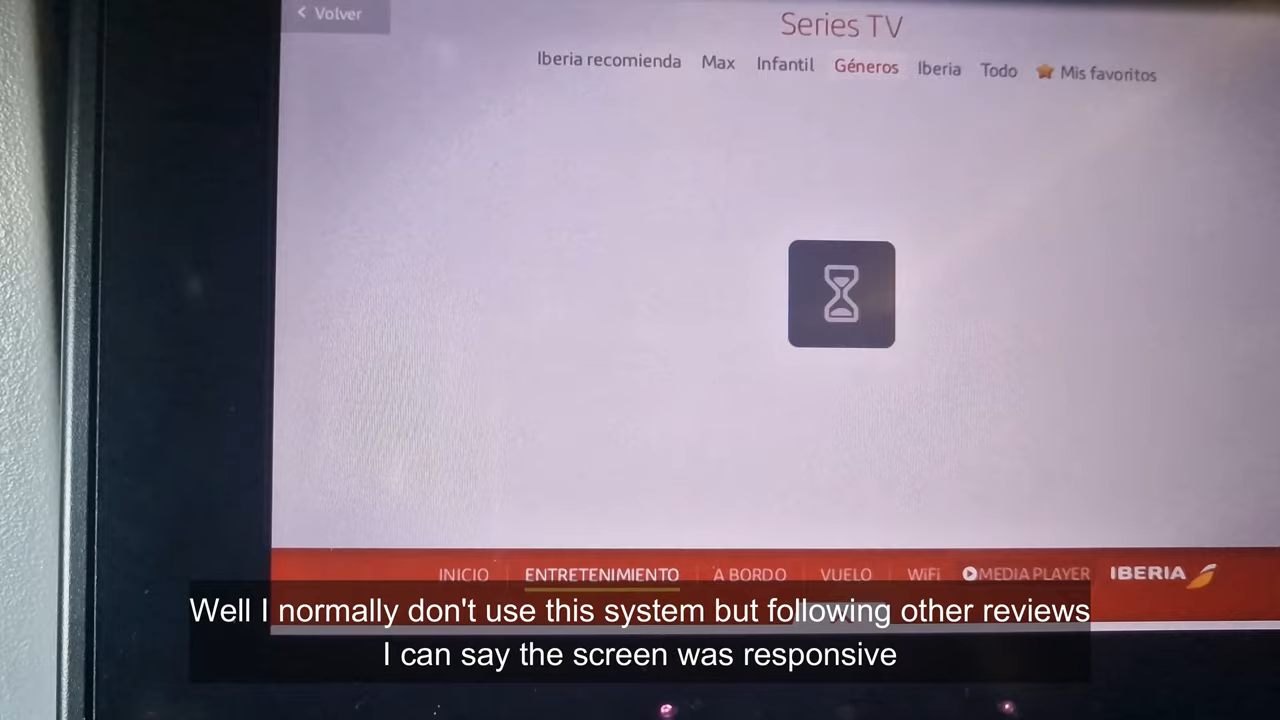 Volver
Series TV
Iberia recomienda Max Infantil Géneros Iberia Todo Mis favoritos
INICIO ENTRETENIMIENTO A BORDO VUELO WiFi MEDIA PLAYER IBERIA
Well I normally don't use this system but following other reviews
I can say the screen was responsive